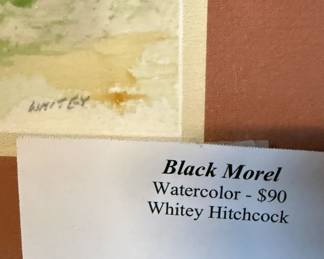 WHITEY
Black Morel
Watercolor - $90
Whitey Hitchcock